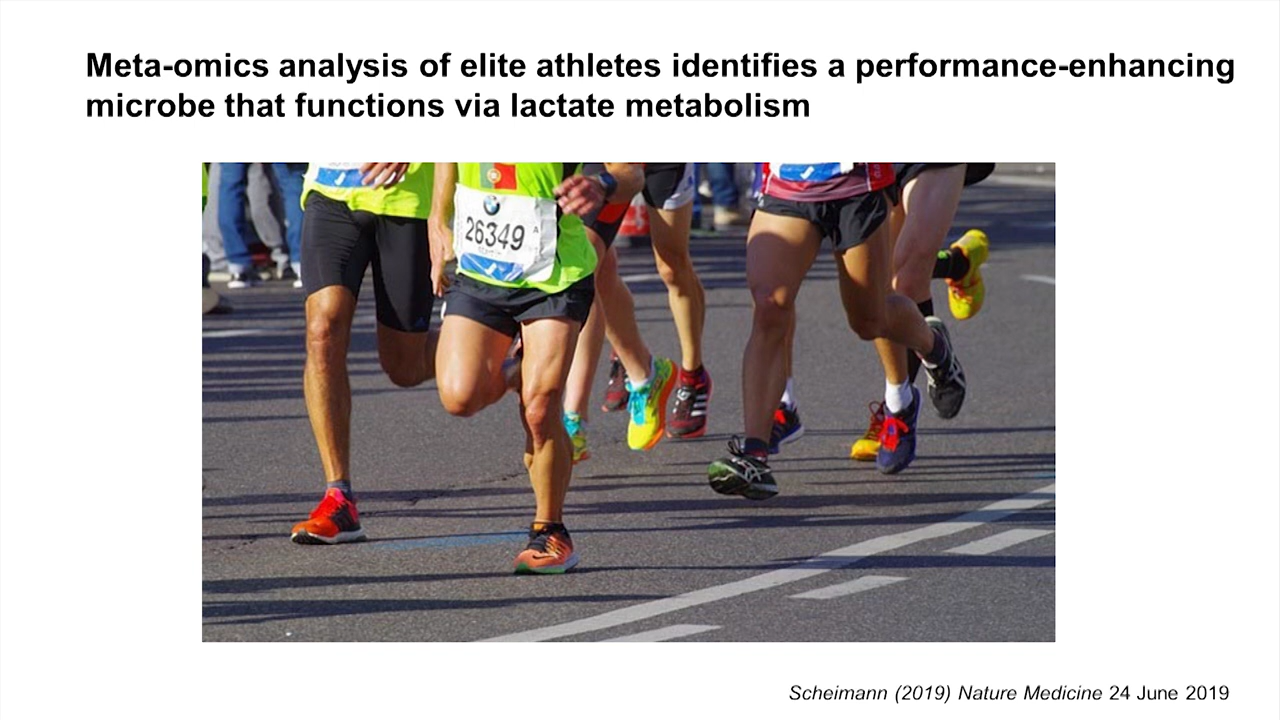 Meta-omics analysis of elite athletes identifies a performance-enhancing
microbe that functions via lactate metabolism
26349
Scheimann (2019) Nature Medicine 24 June 2019